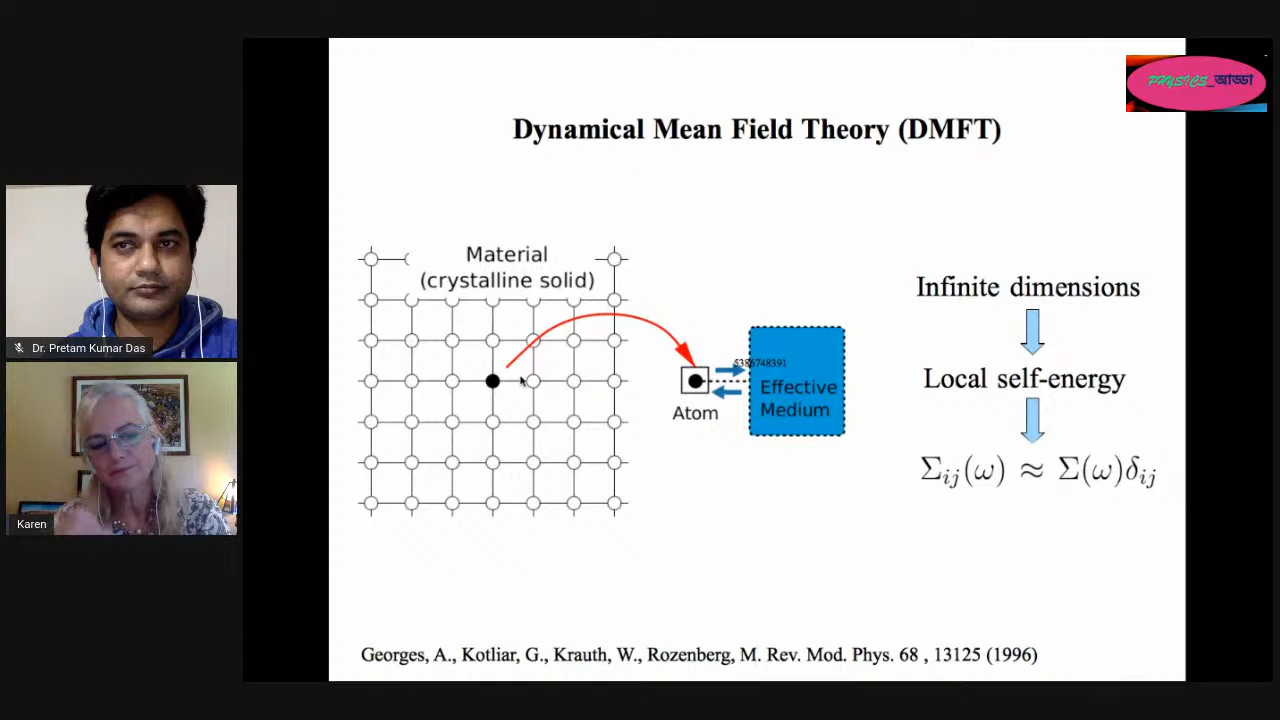 PHYSICS_আড্ডা
Dynamical Mean Field Theory (DMFT)
Material
(crystalline solid)
Infinite dimensions
5386748391
Effective
Medium
Atom
Local self-energy
Σij(ω) ≈ Σ(ω)δij
Georges, A., Kotliar, G., Krauth, W., Rozenberg, M. Rev. Mod. Phys. 68 , 13125 (1996)
Dr. Pretam Kumar Das
Karen